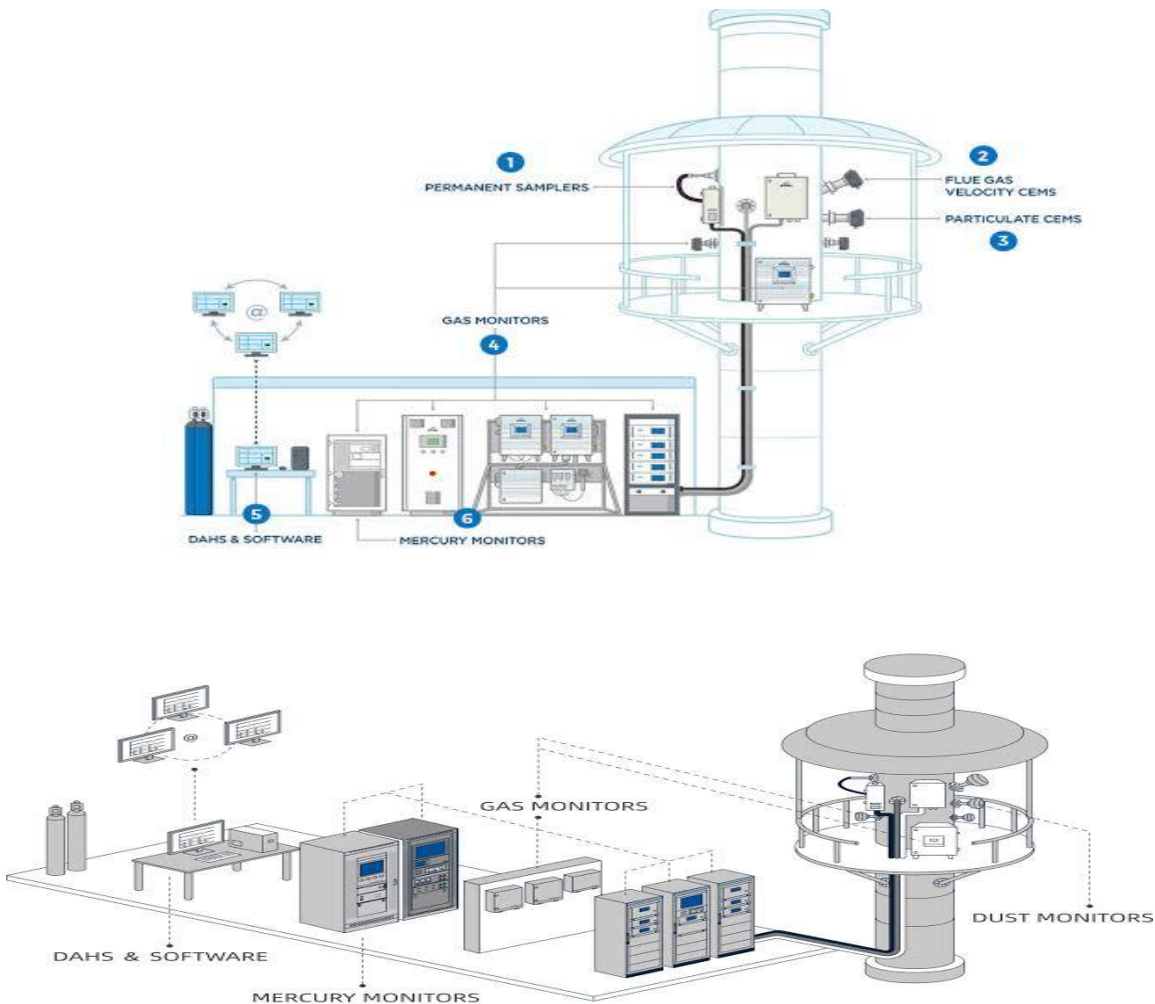 1
PERMANENT SAMPLERS
2
FLUE GAS
VELOCITY CEMS
PARTICULATE CEMS
3
@
GAS MONITORS
4
5
DAHS & SOFTWARE
6
MERCURY MONITORS
@
GAS MONITORS
DUST MONITORS
DAHS & SOFTWARE
MERCURY MONITORS